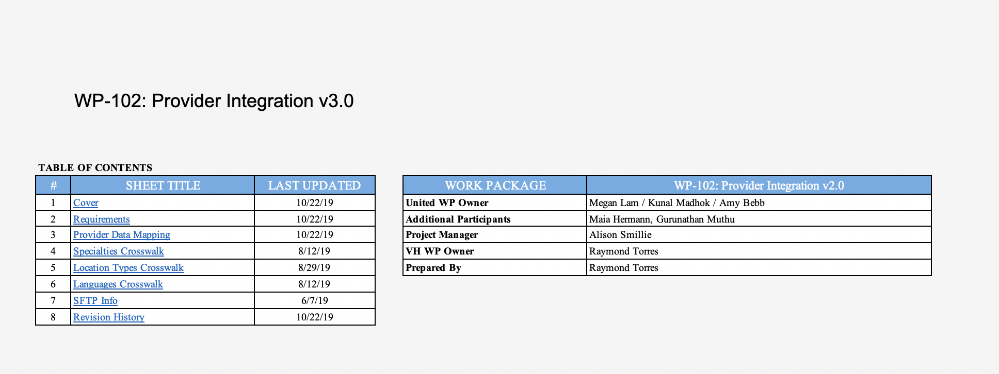 WP-102: Provider Integration v3.0
TABLE OF CONTENTS
# SHEET TITLE LAST UPDATED
1 Cover 10/22/19
2 Requirements 10/22/19
3 Provider Data Mapping 10/22/19
4 Specialties Crosswalk 8/12/19
5 Location Types Crosswalk 8/29/19
6 Languages Crosswalk 8/12/19
7 SFTP Info 6/7/19
8 Revision History 10/22/19
WORK PACKAGE WP-102: Provider Integration v2.0
United WP Owner Megan Lam / Kunal Madhok / Amy Bebb
Additional Participants Maia Hermann, Gurunathan Muthu
Project Manager Alison Smillie
VH WP Owner Raymond Torres
Prepared By Raymond Torres